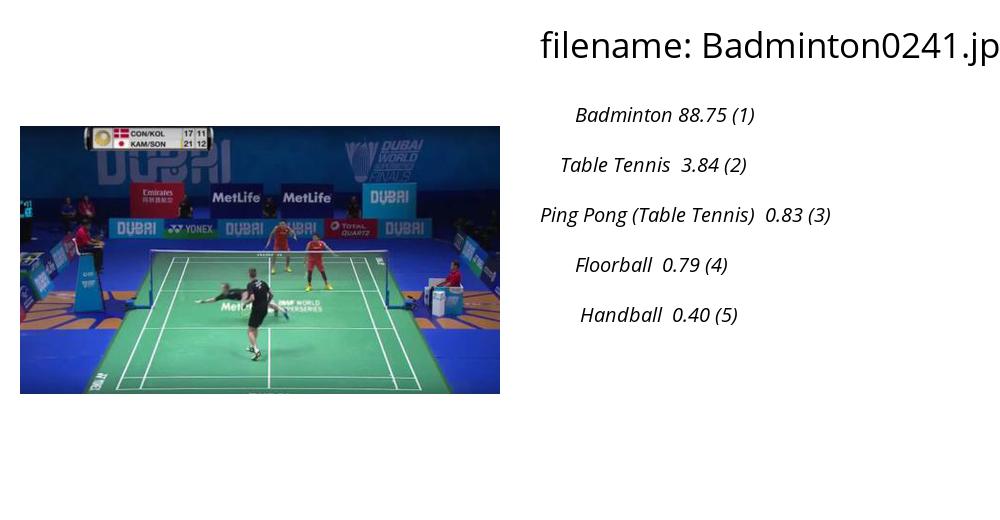 filename: Badminton0241.jp
Badminton 88.75 (1)
Table Tennis 3.84 (2)
Ping Pong (Table Tennis) 0.83 (3)
Floorball 0.79 (4)
Handball 0.40 (5)
CON/KOL 17 11
KAM/SON 21 12
DUBAI
DUBAI
WORLD
SUPERSERIES
FINALS
Emirates
MetLife
MetLife
DUBAI
DUBAI
YONEX
DUBAI
DUBAI
TOTAL
QUARTZ
DUBAI
MetLife
BWF WORLD
SUPERSERIES